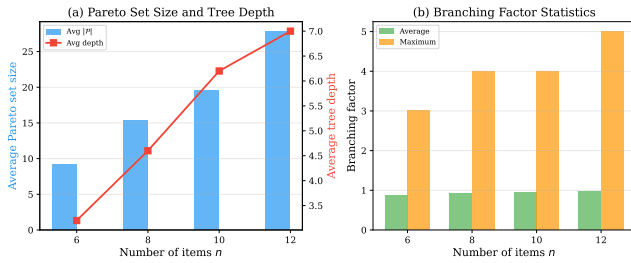 (a) Pareto Set Size and Tree Depth
Avg |P|
Avg depth
Average Pareto set size
25
20
15
10
5
0
7.0
6.5
6.0
5.5
5.0
4.5
4.0
3.5
Average tree depth
6 8 10 12
Number of items n
(b) Branching Factor Statistics
Average
Maximum
Branching factor
5
4
3
2
1
0
6 8 10 12
Number of items n